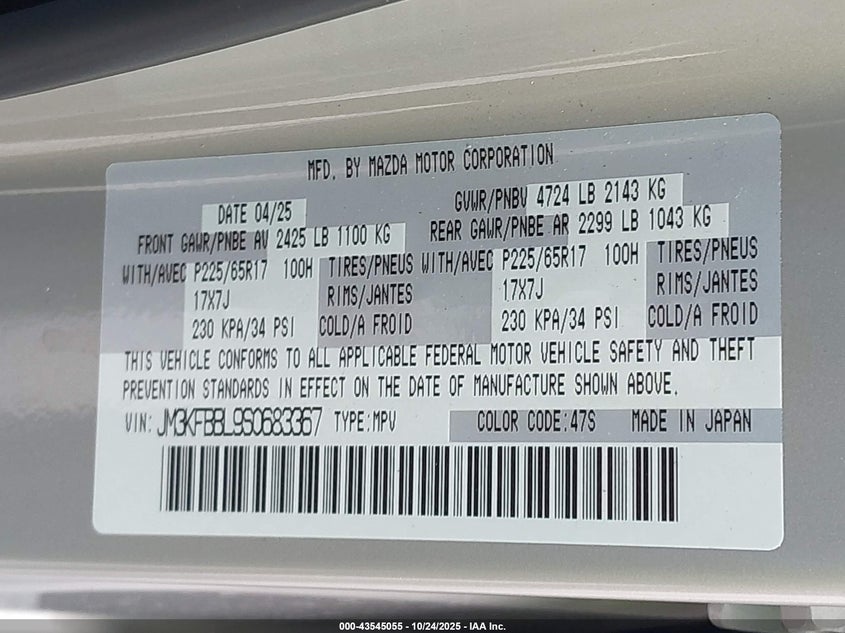 MFD. BY MAZDA MOTOR CORPORATION
DATE 04/25 GVWR/PNBV 4724 LB 2143 KG
FRONT GAWR/PNBE AV 2425 LB 1100 KG REAR GAWR/PNBE AR 2299 LB 1043 KG
WITH/AVEC P225/65R17 100H TIRES/PNEUS WITH/AVEC P225/65R17 100H TIRES/PNEUS
17X7J RIMS/JANTES 17X7J RIMS/JANTES
230 KPA/34 PSI COLD/A FROID 230 KPA/34 PSI COLD/A FROID
THIS VEHICLE CONFORMS TO ALL APPLICABLE FEDERAL MOTOR VEHICLE SAFETY AND THEFT
PREVENTION STANDARDS IN EFFECT ON THE DATE OF MANUFACTURE SHOWN ABOVE.
VIN: JM3KFBBL9S0683367 TYPE:MPV COLOR CODE:47S MADE IN JAPAN
000-43545055 - 10/24/2025 - IAA Inc.